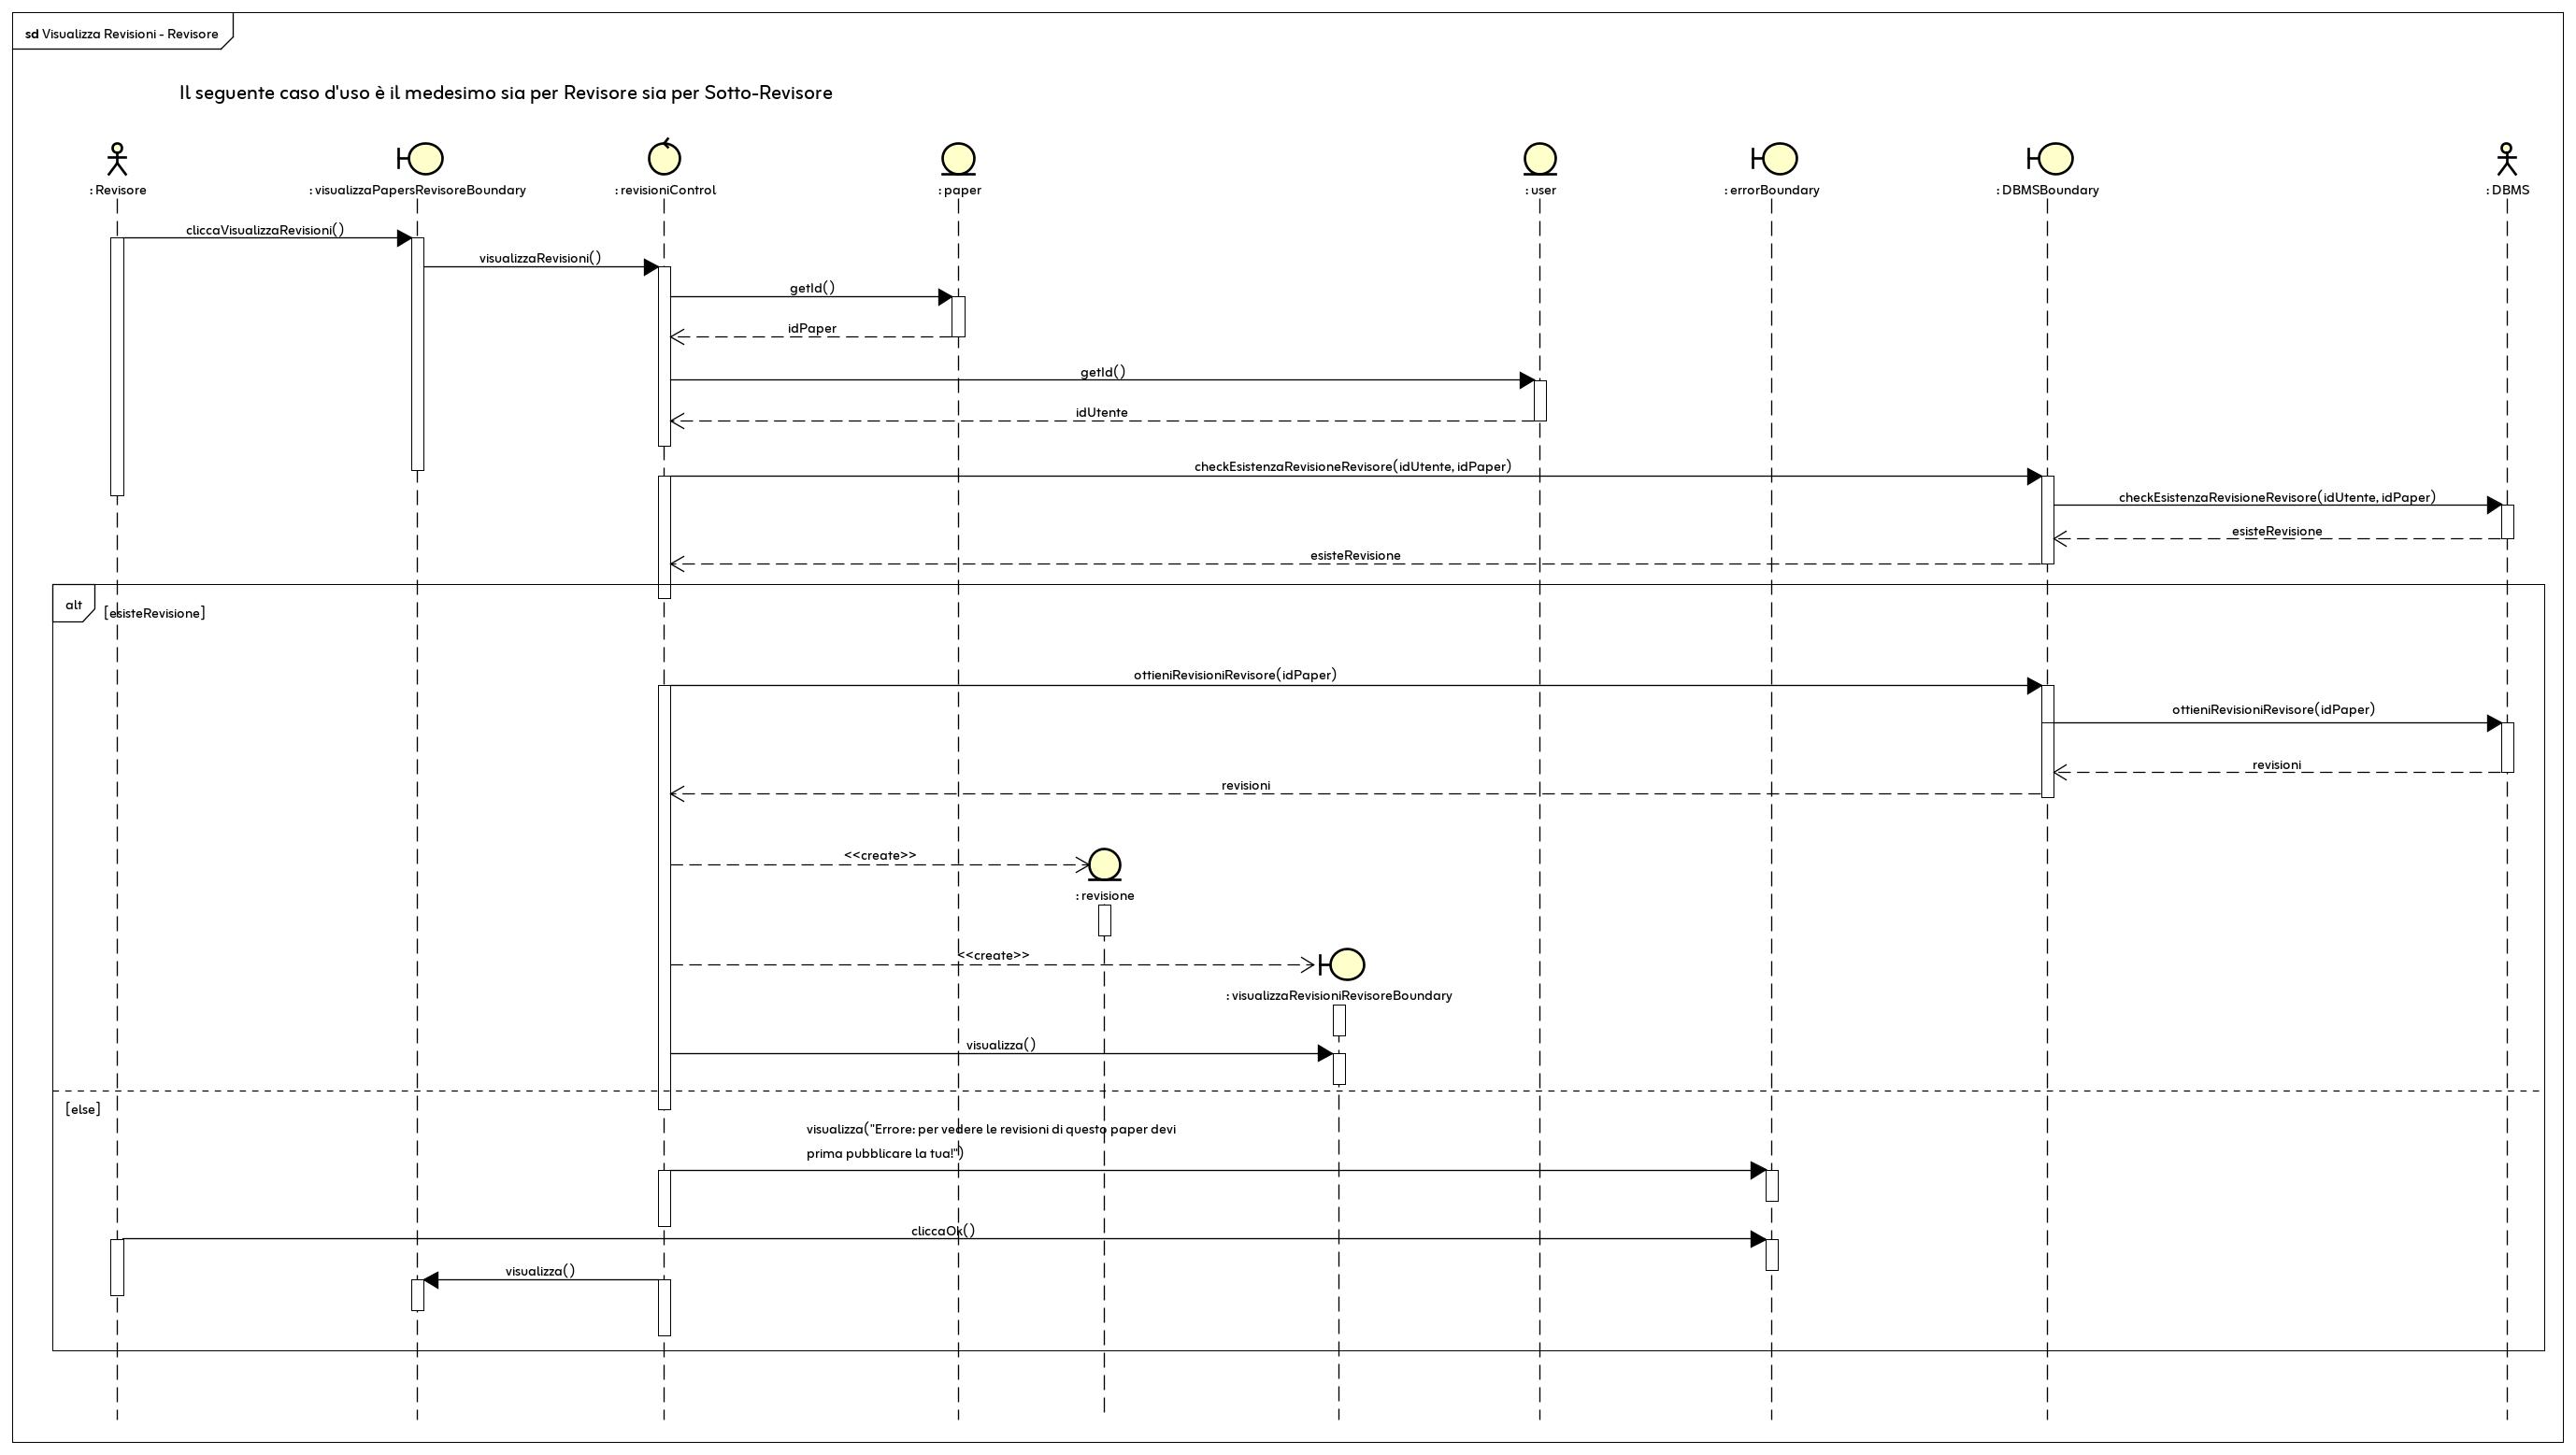 sd Visualizza Revisioni - Revisore
Il seguente caso d'uso è il medesimo sia per Revisore sia per Sotto-Revisore
: Revisore
: visualizzaPapersRevisoreBoundary
: revisioniControl
: paper
: user
: errorBoundary
: DBMSBoundary
: DBMS
cliccaVisualizzaRevisioni()
visualizzaRevisioni()
getId()
idPaper
getId()
idUtente
checkEsistenzaRevisioneRevisore(idUtente, idPaper)
checkEsistenzaRevisioneRevisore(idUtente, idPaper)
esisteRevisione
esisteRevisione
alt
[esisteRevisione]
ottieniRevisioniRevisore(idPaper)
ottieniRevisioniRevisore(idPaper)
revisioni
revisioni
<<create>>
: revisione
<<create>>
: visualizzaRevisioniRevisoreBoundary
visualizza()
[else]
visualizza("Errore: per vedere le revisioni di questo paper devi
prima pubblicare la tua!")
cliccaOk()
visualizza()